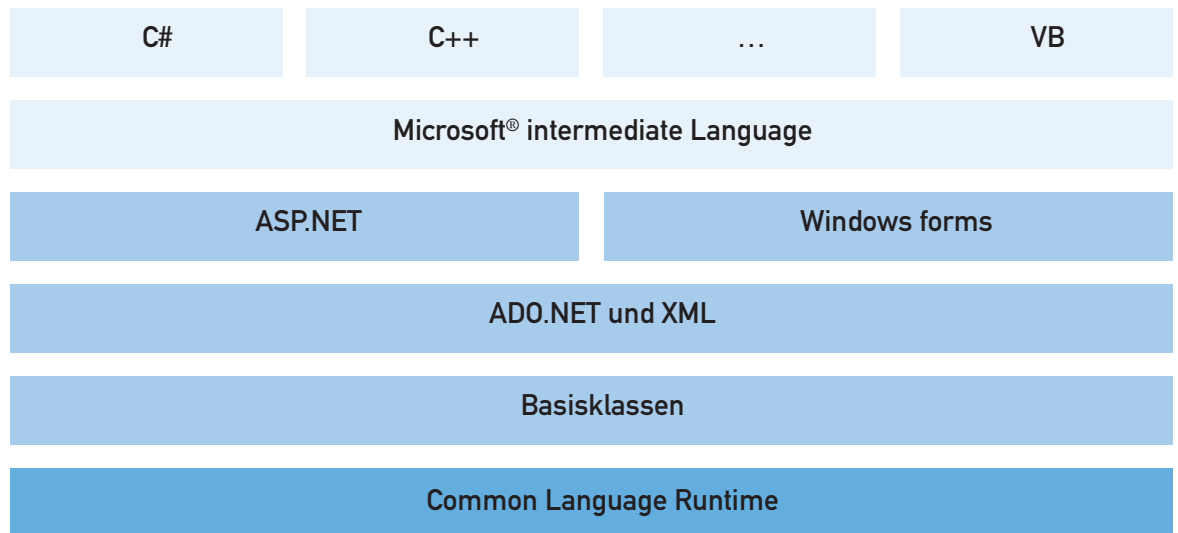 C# C++ ... VB
Microsoft® intermediate Language
ASP.NET Windows forms
ADO.NET und XML
Basisklassen
Common Language Runtime